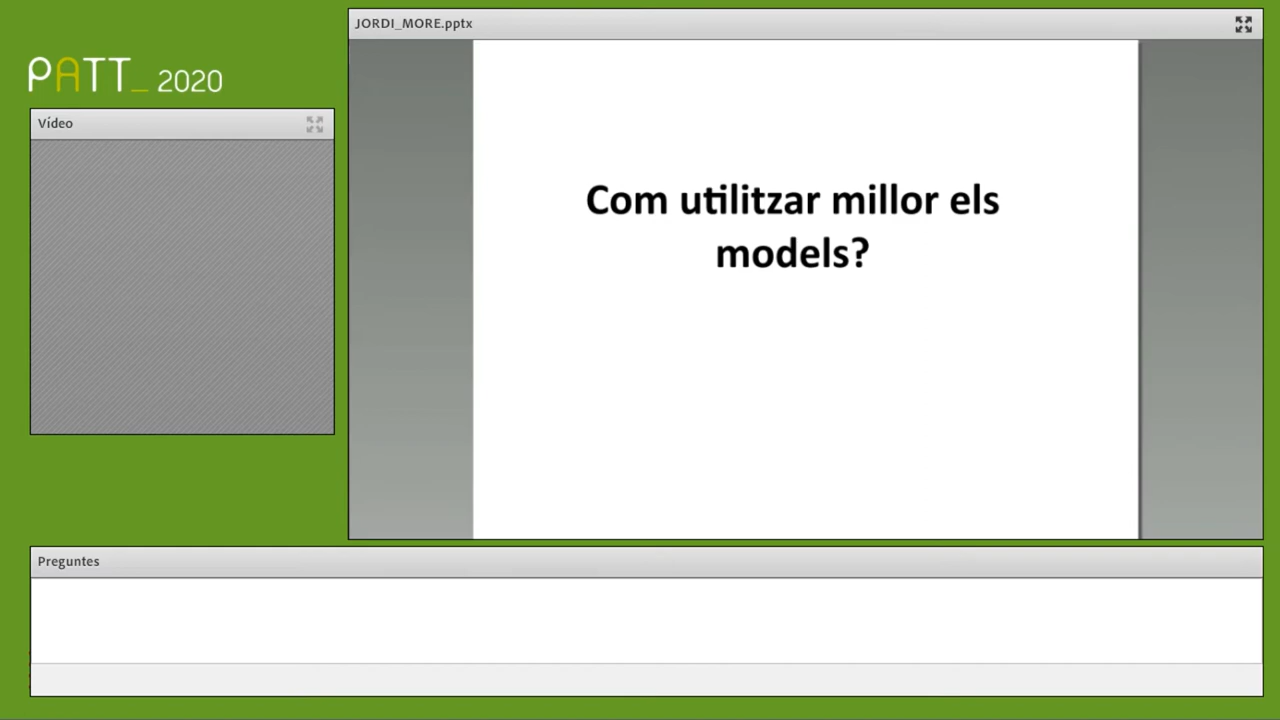 PATT_ 2020
Vídeo
JORDI_MORE.pptx
Com utilitzar millor els
models?
Preguntes